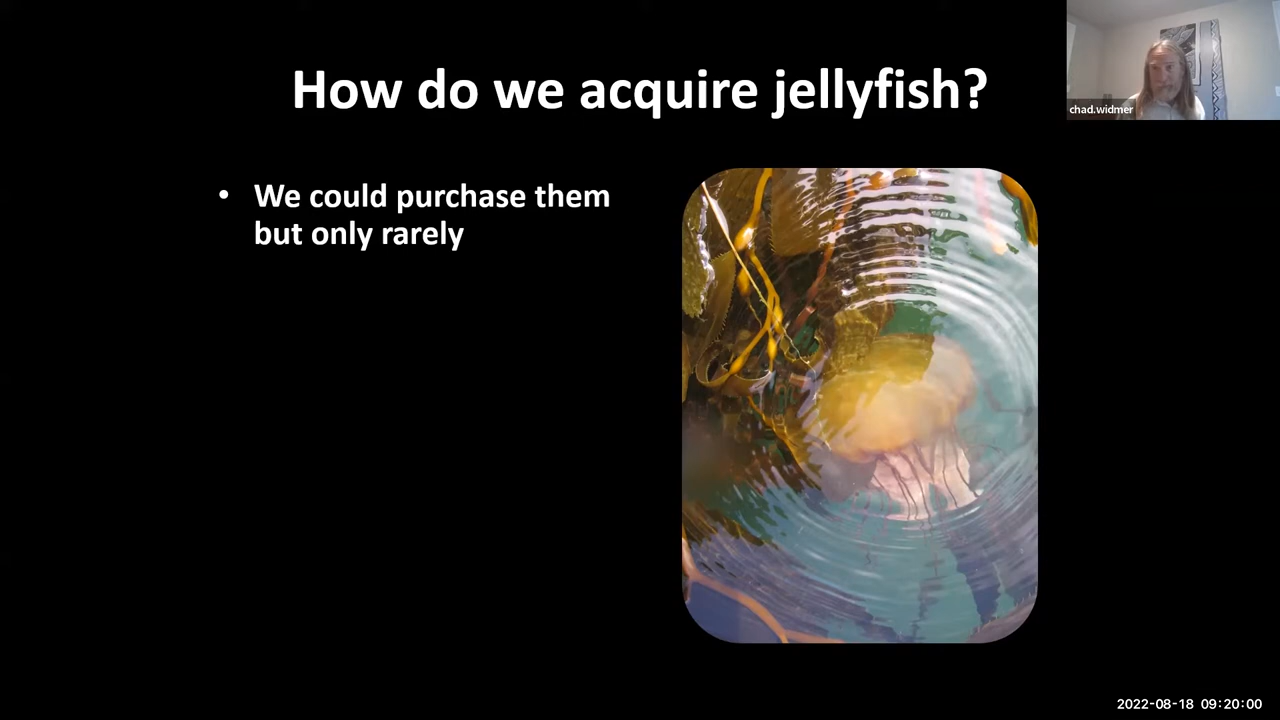 How do we acquire jellyfish?
chad.widmer
• We could purchase them
but only rarely
2022-08-18 09:20:00